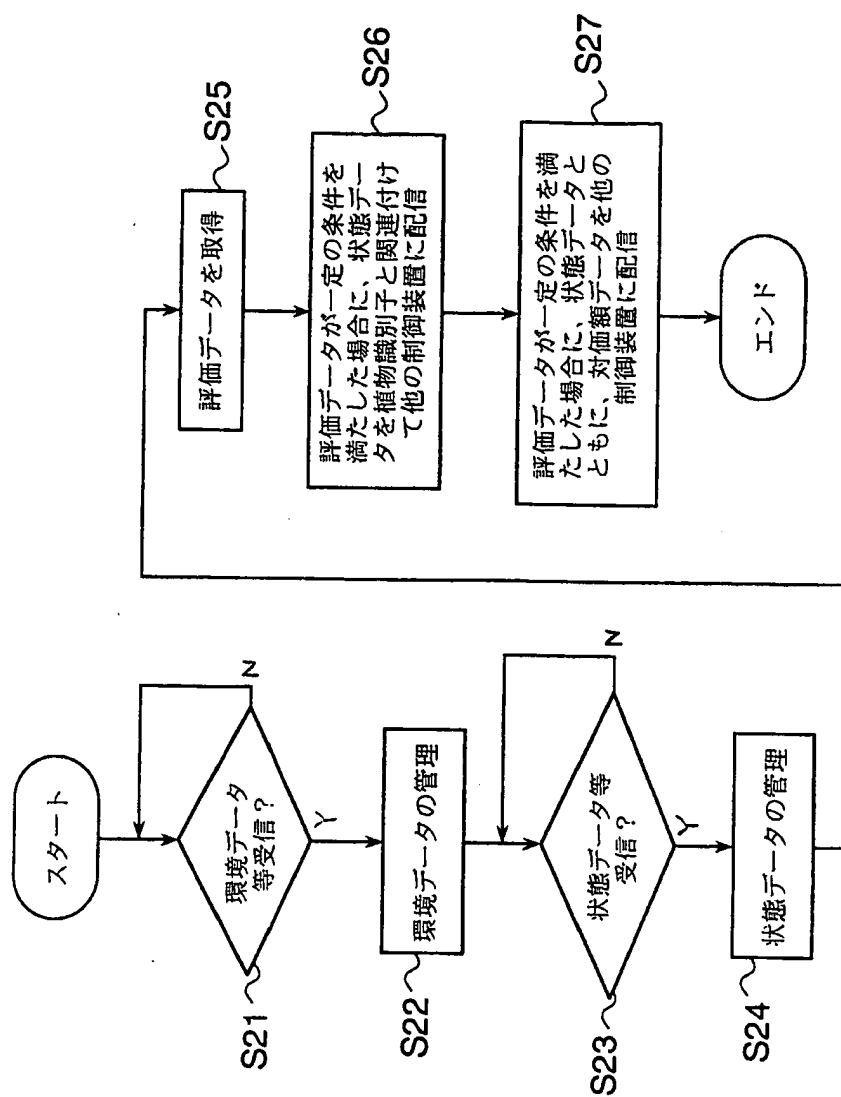 スタート
環境データ
等受信？
N
Y
S21
環境データの管理
S22
状態データ等
受信？
N
Y
S23
状態データの管理
S24
評価データを取得
S25
評価データが一定の条件を
満たした場合に、状態デー
タを植物識別子と関連付け
て他の制御装置に配信
S26
評価データが一定の条件を満
たした場合に、状態データと
ともに、対価額データを他の
制御装置に配信
S27
エンド